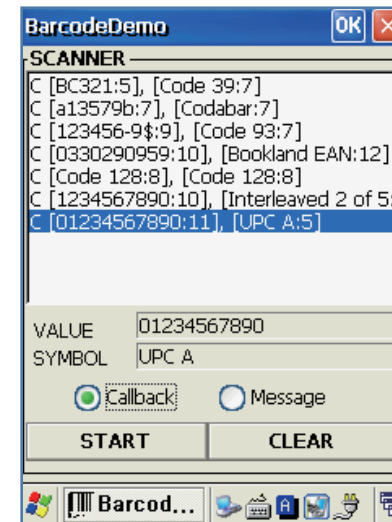 BarcodeDemo OK
SCANNER
C [BC321:5], [Code 39:7]
C [a13579b:7], [Codabar:7]
C [123456-9$:9], [Code 93:7]
C [0330290959:10], [Bookland EAN:12]
C [Code 128:8], [Code 128:8]
C [1234567890:10], [Interleaved 2 of 5:
C [01234567890:11], [UPC A:5]
VALUE 01234567890
SYMBOL UPC A
Callback Message
START CLEAR
Barcod... A